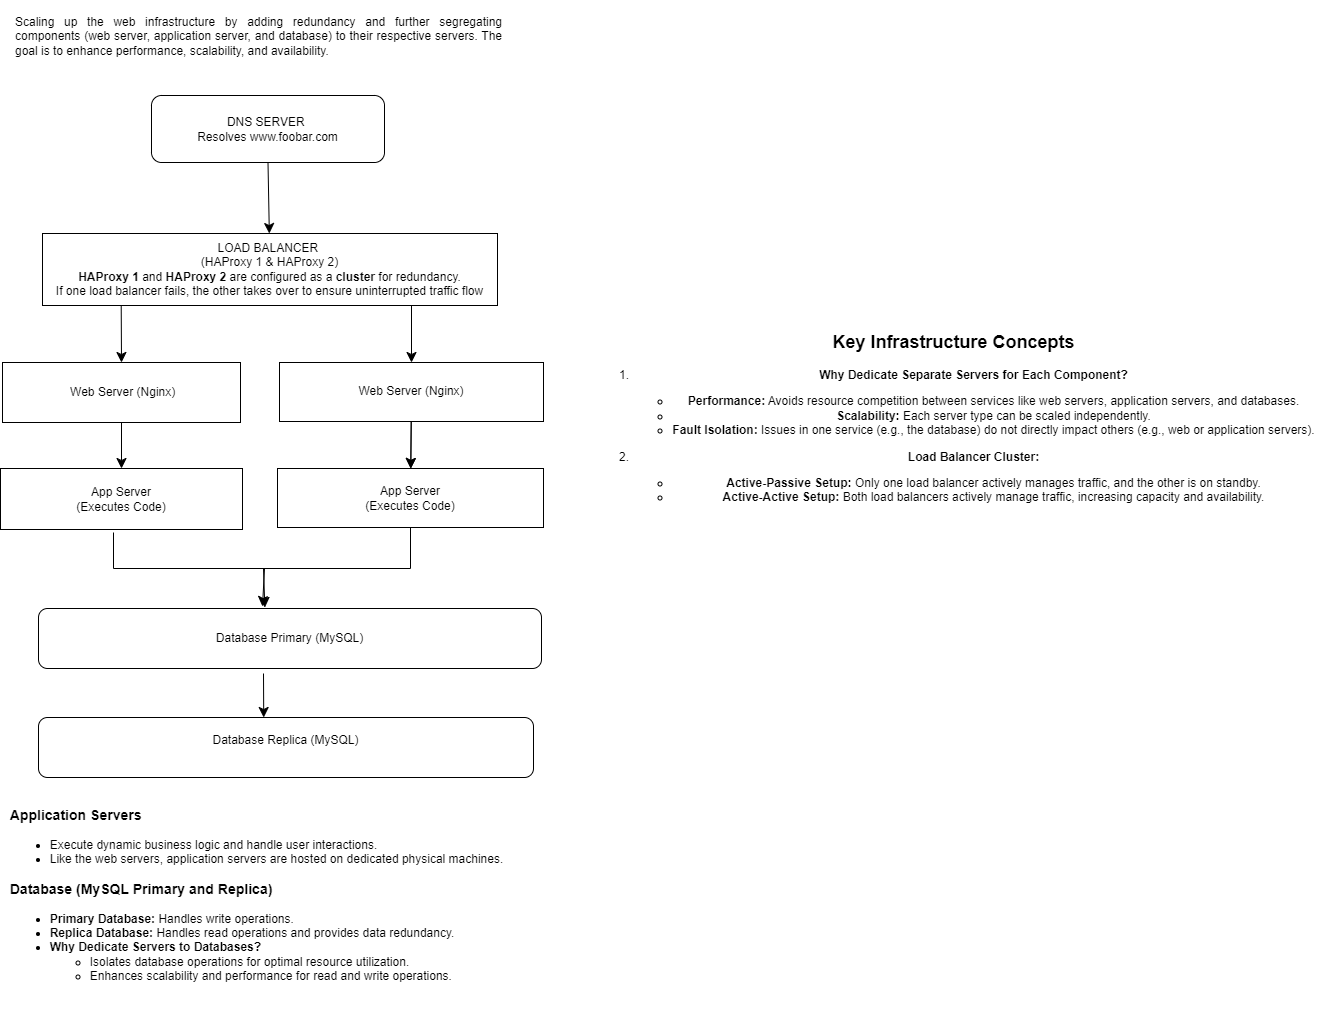 Scaling up the web infrastructure by adding redundancy and further segregating
components (web server, application server, and database) to their respective servers. The
goal is to enhance performance, scalability, and availability.
DNS SERVER
Resolves www.foobar.com
LOAD BALANCER
(HAProxy 1 & HAProxy 2)
HAProxy 1 and HAProxy 2 are configured as a cluster for redundancy.
If one load balancer fails, the other takes over to ensure uninterrupted traffic flow
Web Server (Nginx)
Web Server (Nginx)
App Server
(Executes Code)
App Server
(Executes Code)
Database Primary (MySQL)
Database Replica (MySQL)
Application Servers
• Execute dynamic business logic and handle user interactions.
• Like the web servers, application servers are hosted on dedicated physical machines.
Database (MySQL Primary and Replica)
• Primary Database: Handles write operations.
• Replica Database: Handles read operations and provides data redundancy.
• Why Dedicate Servers to Databases?
◦ Isolates database operations for optimal resource utilization.
◦ Enhances scalability and performance for read and write operations.
Key Infrastructure Concepts
1. Why Dedicate Separate Servers for Each Component?
◦ Performance: Avoids resource competition between services like web servers, application servers, and databases.
◦ Scalability: Each server type can be scaled independently.
◦ Fault Isolation: Issues in one service (e.g., the database) do not directly impact others (e.g., web or application servers).
2. Load Balancer Cluster:
◦ Active-Passive Setup: Only one load balancer actively manages traffic, and the other is on standby.
◦ Active-Active Setup: Both load balancers actively manage traffic, increasing capacity and availability.